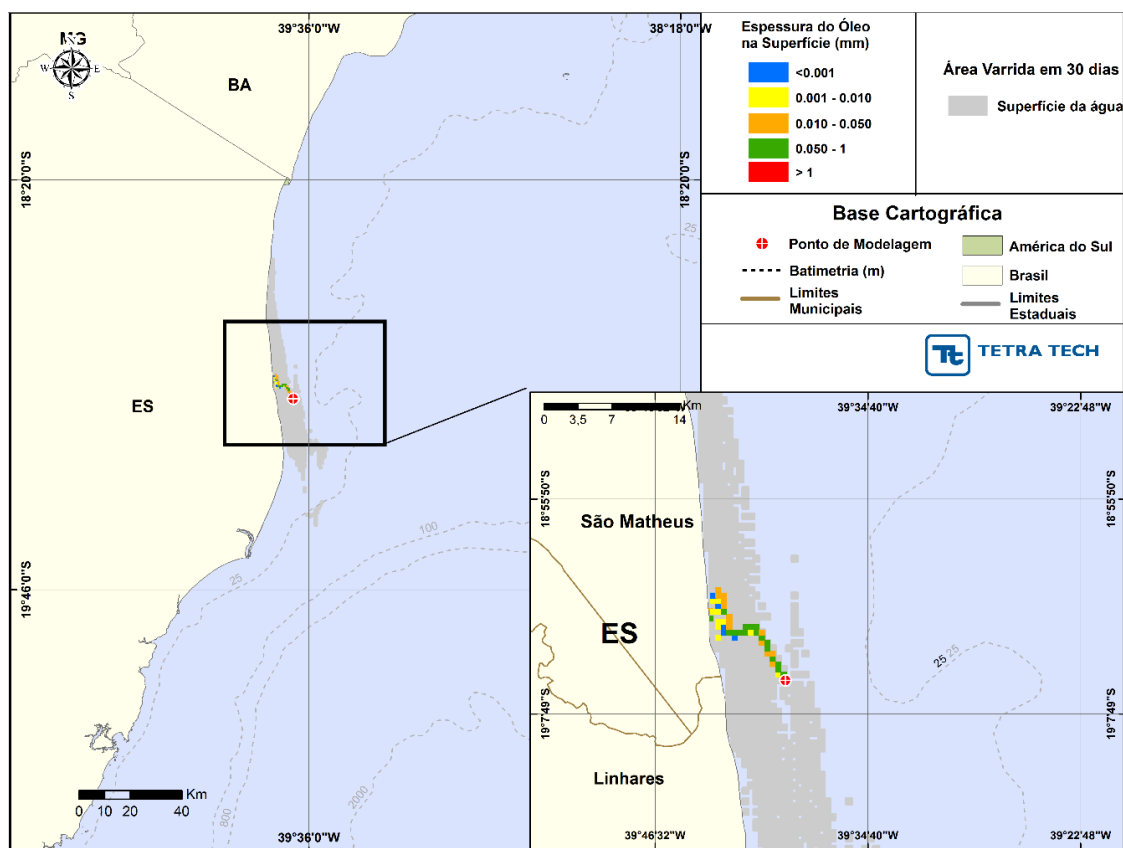 39°36'0"W
38°18'0"W
MG
N
W
E
S
BA
18°20'0"S
18°20'0"S
25
25
ES
100
25
19°46'0"S
800
2000
Km
0 10 20 40
39°36'0"W
Espessura do Óleo
na Superfície (mm)
<0.001
0.001 - 0.010
0.010 - 0.050
0.050 - 1
> 1
Área Varrida em 30 dias
Superfície da água
Base Cartográfica
Ponto de Modelagem
Batimetria (m)
Limites
Municipais
América do Sul
Brasil
Limites
Estaduais
Tt TETRA TECH
Km
0 3,5 7 14
39°34'40"W
39°22'48"W
18°55'50"S
18°55'50"S
São Matheus
ES
25 25
19°7'49"S
19°7'49"S
Linhares
39°46'32"W
39°34'40"W
39°22'48"W